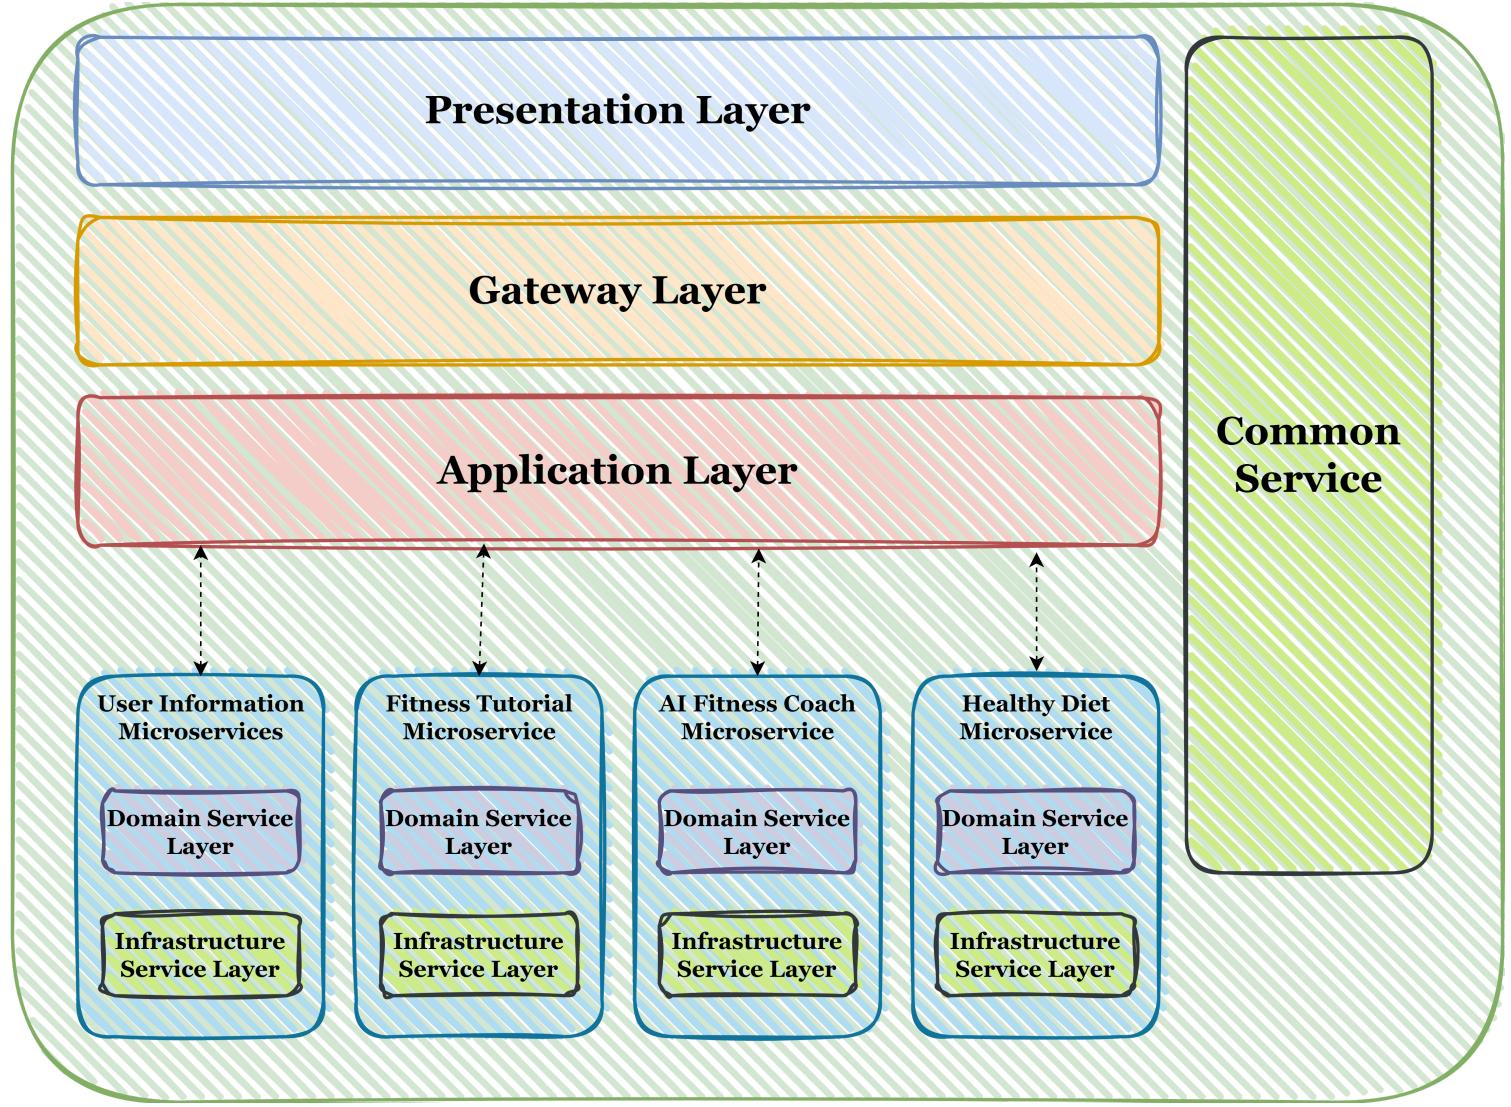 Presentation Layer
Gateway Layer
Application Layer
Common
Service
User Information
Microservices
Domain Service
Layer
Infrastructure
Service Layer
Fitness Tutorial
Microservice
Domain Service
Layer
Infrastructure
Service Layer
AI Fitness Coach
Microservice
Domain Service
Layer
Infrastructure
Service Layer
Healthy Diet
Microservice
Domain Service
Layer
Infrastructure
Service Layer